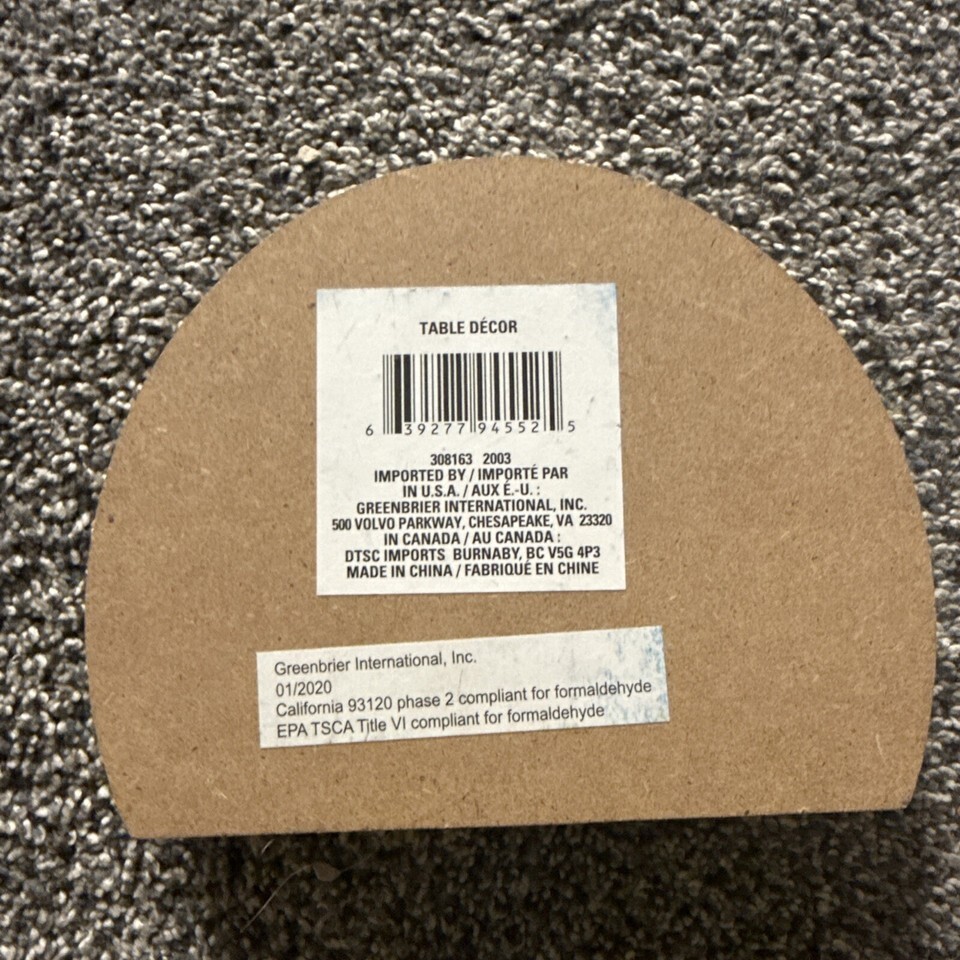 TABLE DÉCOR
6 39277 94552 5
308163 2003
IMPORTED BY / IMPORTÉ PAR
IN U.S.A. / AUX É.-U. :
GREENBRIER INTERNATIONAL, INC.
500 VOLVO PARKWAY, CHESAPEAKE, VA 23320
IN CANADA / AU CANADA :
DTSC IMPORTS BURNABY, BC V5G 4P3
MADE IN CHINA / FABRIQUÉ EN CHINE
Greenbrier International, Inc.
01/2020
California 93120 phase 2 compliant for formaldehyde
EPA TSCA Title VI compliant for formaldehyde